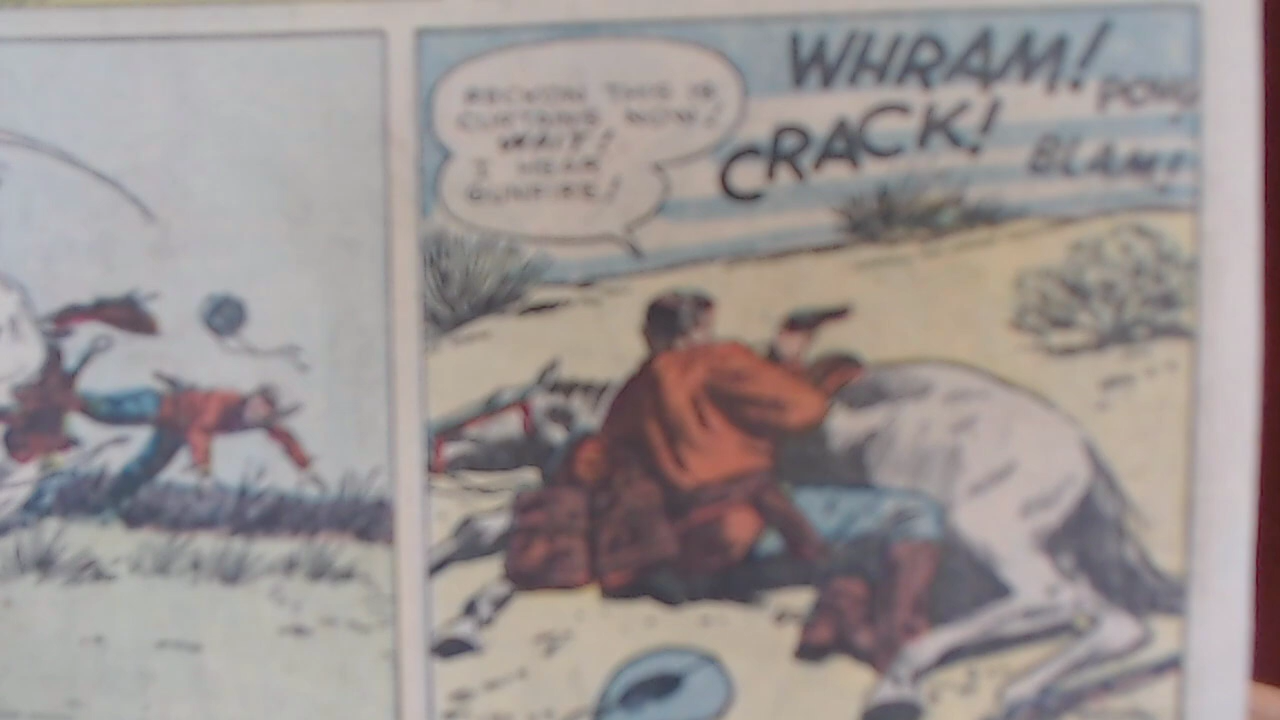 RECKON THIS IS
CURTAINS NOW!
WAIT!
I HEAR
GUNFIRE!
WHRAM!
CRACK!
BLAM!